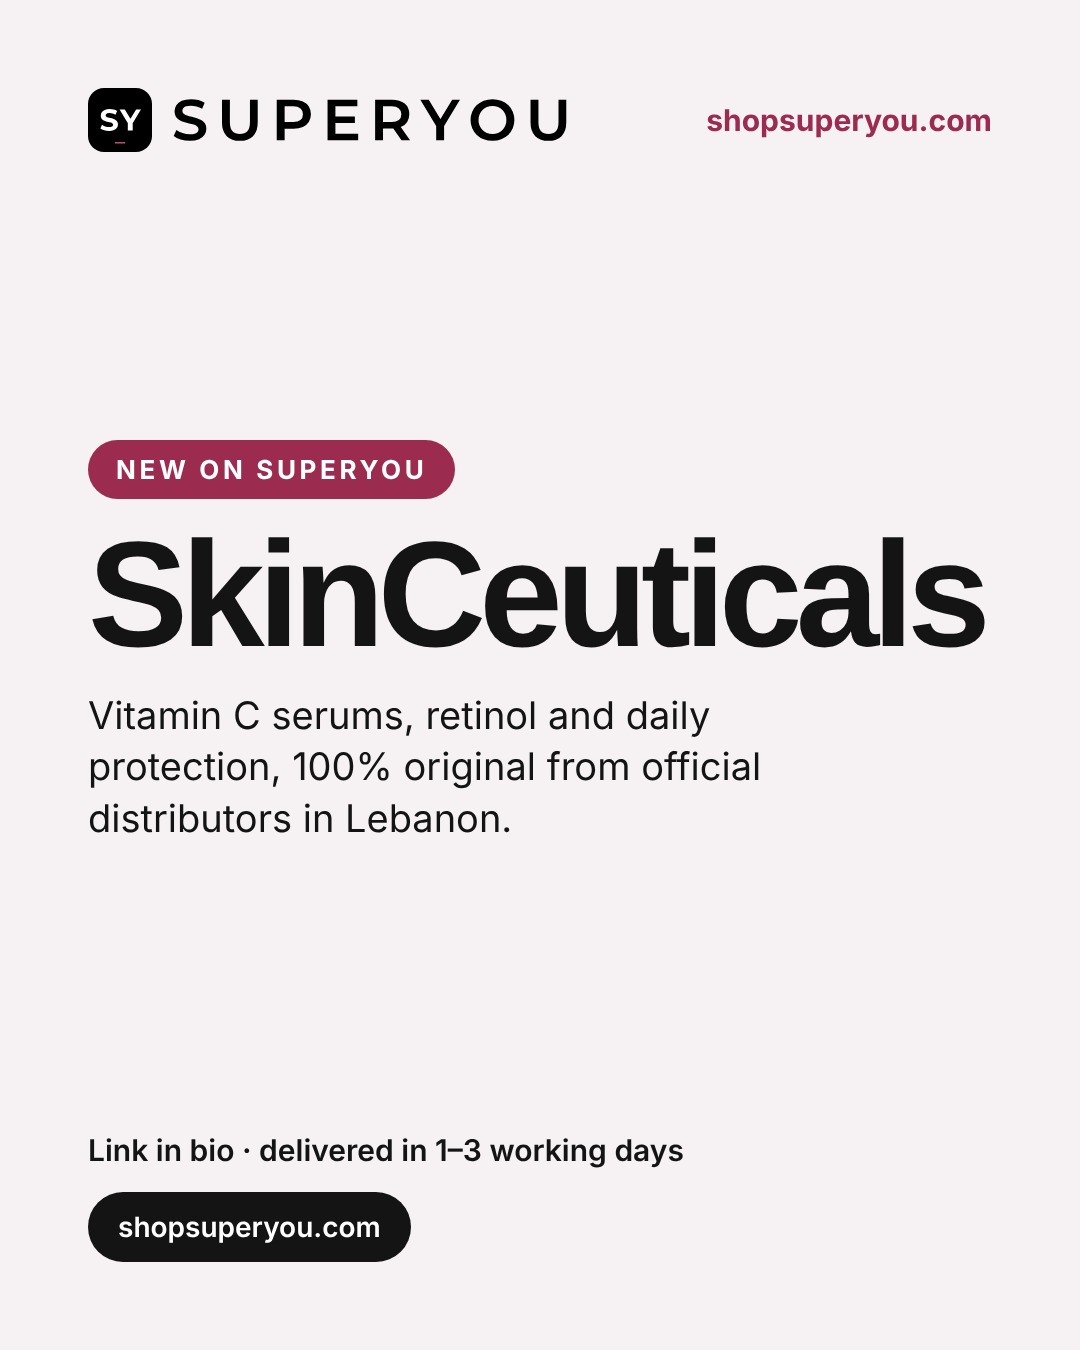 SY SUPERYOU
shopsuperyou.com
NEW ON SUPERYOU
SkinCeuticals
Vitamin C serums, retinol and daily
protection, 100% original from official
distributors in Lebanon.
Link in bio · delivered in 1–3 working days
shopsuperyou.com